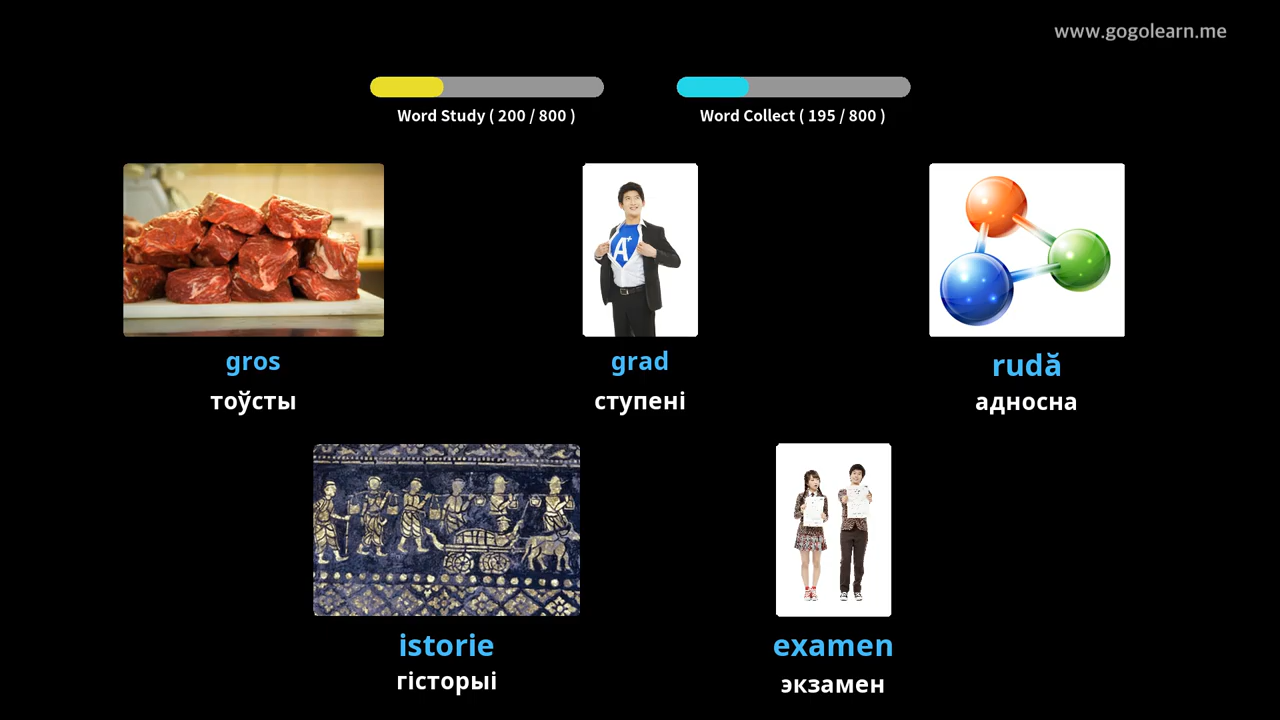 www.gogolearn.me
Word Study ( 200 / 800 )
Word Collect ( 195 / 800 )
A+
gros
тоўсты
grad
ступені
rudă
адносна
istorie
гісторыі
examen
экзамен